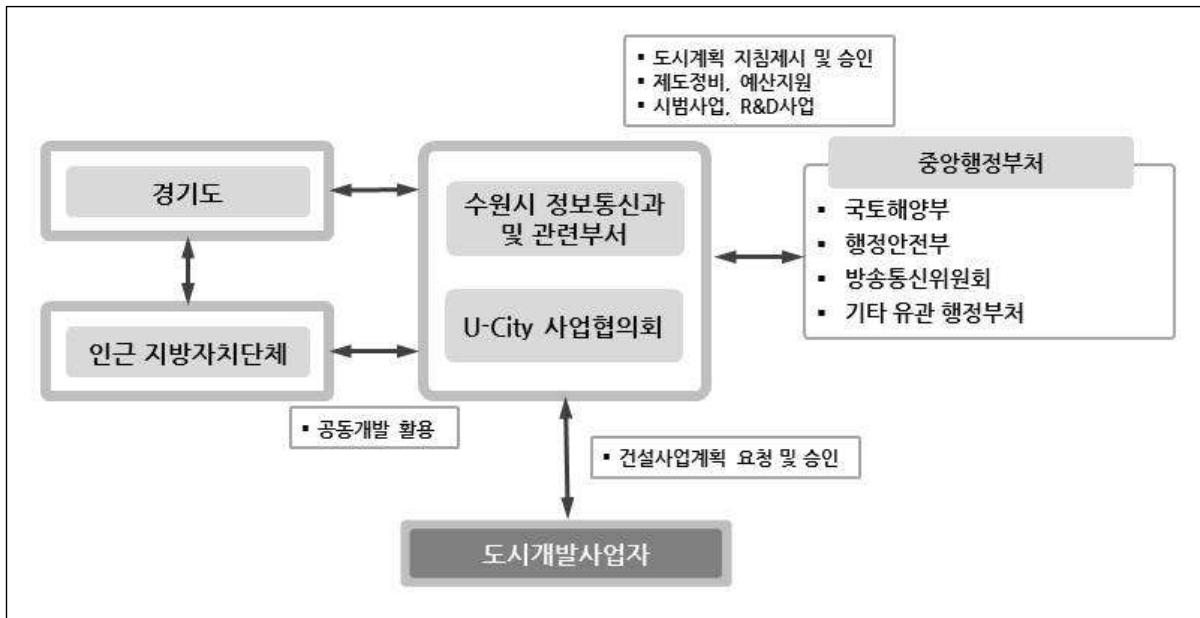 ▪ 도시계획 지침제시 및 승인
▪ 제도정비, 예산지원
▪ 시범사업, R&D사업
경기도
수원시 정보통신과
및 관련부서
중앙행정부처
▪ 국토해양부
▪ 행정안전부
▪ 방송통신위원회
▪ 기타 유관 행정부처
인근 지방자치단체
U-City 사업협의회
▪ 공동개발 활용
▪ 건설사업계획 요청 및 승인
도시개발사업자